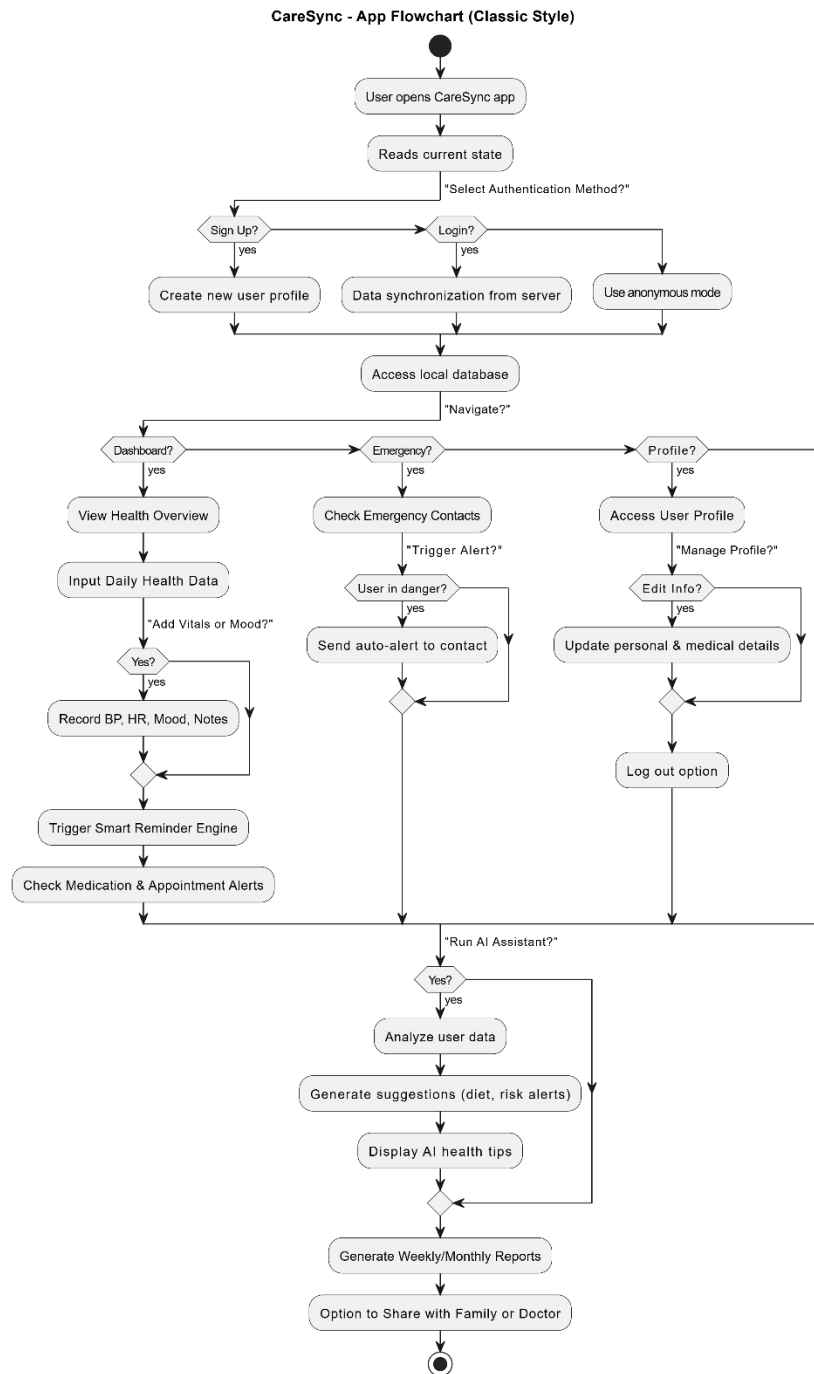 CareSync - App Flowchart (Classic Style)
User opens CareSync app
Reads current state
"Select Authentication Method?"
Sign Up?
Login?
yes
yes
Create new user profile
Data synchronization from server
Use anonymous mode
Access local database
"Navigate?"
Dashboard?
Emergency?
Profile?
yes
yes
yes
View Health Overview
Check Emergency Contacts
Access User Profile
"Trigger Alert?"
"Manage Profile?"
Input Daily Health Data
User in danger?
Edit Info?
yes
yes
"Add Vitals or Mood?"
Send auto-alert to contact
Update personal & medical details
Yes?
yes
Record BP, HR, Mood, Notes
Log out option
Trigger Smart Reminder Engine
Check Medication & Appointment Alerts
"Run AI Assistant?"
Yes?
yes
Analyze user data
Generate suggestions (diet, risk alerts)
Display AI health tips
Generate Weekly/Monthly Reports
Option to Share with Family or Doctor